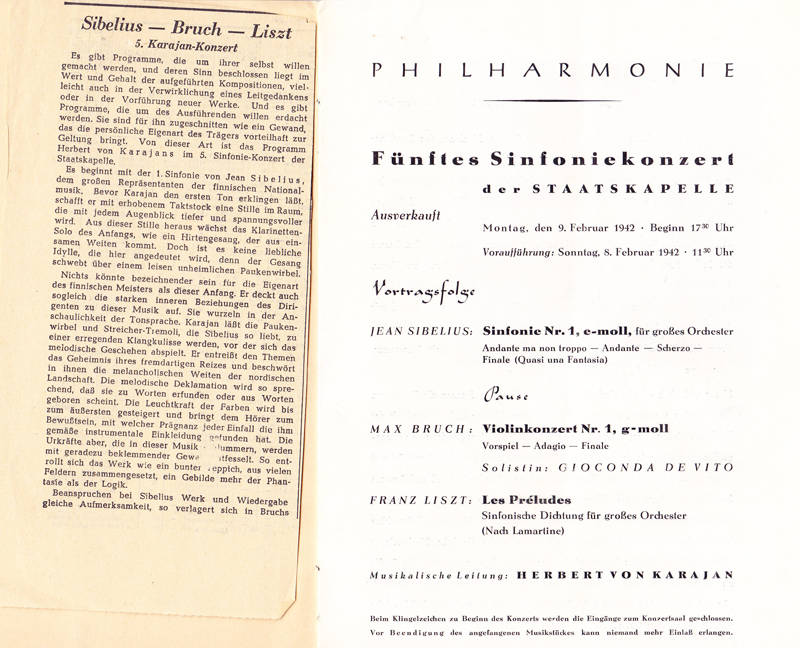 Sibelius — Bruch — Liszt
5. Karajan-Konzert
Es gibt Programme, die um ihrer selbst willen
gemacht werden, und deren Sinn beschlossen liegt im
Wert und Gehalt der aufgeführten Kompositionen, viel-
leicht auch in der Verwirklichung eines Leitgedankens
oder in der Vorführung neuer Werke. Und es gibt
Programme, die um des Ausführenden willen erdacht
werden. Sie sind für ihn zugeschnitten wie ein Gewand,
das die persönliche Eigenart des Trägers vorteilhaft zur
Geltung bringt. Von dieser Art ist das Programm
Herbert von Karajans im 5. Sinfonie-Konzert der
Staatskapelle.
Es beginnt mit der 1. Sinfonie von Jean Sibelius,
dem großen Repräsentanten der finnischen National-
musik. Bevor Karajan den ersten Ton erklingen läßt,
schafft er mit erhobenem Taktstock eine Stille im Raum,
die mit jedem Augenblick tiefer und spannungsvoller
wird. Aus dieser Stille heraus wächst das Klarinetten-
Solo des Anfangs, wie ein Hirtengesang, der aus ein-
samen Weiten kommt. Doch ist es keine liebliche
Idylle, die hier angedeutet wird, denn der Gesang
schwebt über einem leisen unheimlichen Paukenwirbel.
Nichts könnte bezeichnender sein für die Eigenart
des finnischen Meisters als dieser Anfang. Er deckt auch
sogleich die starken inneren Beziehungen des Diri-
genten zu dieser Musik auf. Sie wurzeln in der An-
schaulichkeit der Tonsprache. Karajan läßt die Pauken-
wirbel und Streicher-Tremoli, die Sibelius so liebt, zu
einer erregenden Klangkulisse werden, vor der sich das
melodische Geschehen abspielt. Er entreißt den Themen
das Geheimnis ihres fremdartigen Reizes und beschwört
in ihnen die melancholischen Weiten der nordischen
Landschaft. Die melodische Deklamation wird so spre-
chend, daß sie zu Worten erfunden oder aus Worten
geboren scheint. Die Leuchtkraft der Farben wird bis
zum äußersten gesteigert und bringt dem Hörer zum
Bewußtsein, mit welcher Prägnanz jeder Einfall die ihm
gemäße instrumentale Einkleidung gefunden hat. Die
Urkräfte aber, die in dieser Musik lummern, werden
mit geradezu beklemmender Gew tfesselt. So ent-
rollt sich das Werk wie ein bunter eppich, aus vielen
Feldern zusammengesetzt, ein Gebilde mehr der Phan-
tasie als der Logik.
Beanspruchen bei Sibelius Werk und Wiedergabe
gleiche Aufmerksamkeit, so verlagert sich in Bruchs
PHILHARMONIE
Fünftes Sinfoniekonzert
der STAATSKAPELLE
Ausverkauft
Montag, den 9. Februar 1942 · Beginn 17³⁰ Uhr
Voraufführung: Sonntag, 8. Februar 1942 · 11³⁰ Uhr
Vortragsfolge
JEAN SIBELIUS: Sinfonie Nr. 1, e-moll, für großes Orchester
Andante ma non troppo — Andante — Scherzo —
Finale (Quasi una Fantasia)
Pause
MAX BRUCH: Violinkonzert Nr. 1, g-moll
Vorspiel — Adagio — Finale
Solistin: GIOCONDA DE VITO
FRANZ LISZT: Les Préludes
Sinfonische Dichtung für großes Orchester
(Nach Lamartine)
Musikalische Leitung: HERBERT VON KARAJAN
Beim Klingelzeichen zu Beginn des Konzerts werden die Eingänge zum Konzertsaal geschlossen.
Vor Beendigung des angefangenen Musikstückes kann niemand mehr Einlaß erlangen.